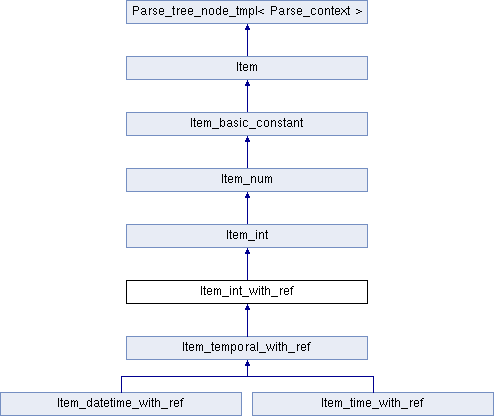 Parse_tree_node_tmpl< Parse_context >
Item
Item_basic_constant
Item_num
Item_int
Item_int_with_ref
Item_temporal_with_ref
Item_datetime_with_ref
Item_time_with_ref